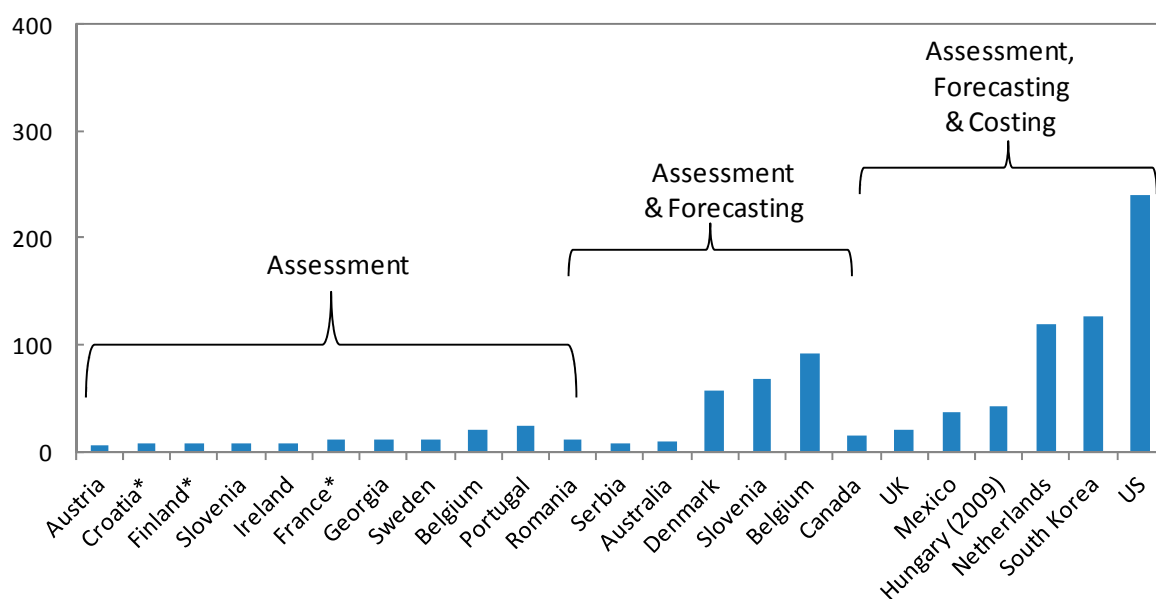 400
300
200
100
0
Assessment
Assessment
& Forecasting
Assessment,
Forecasting
& Costing
Austria
Croatia*
Finland*
Slovenia
Ireland
France*
Georgia
Sweden
Belgium
Portugal
Romania
Serbia
Australia
Denmark
Slovenia
Belgium
Canada
UK
Mexico
Hungary (2009)
Netherlands
South Korea
US